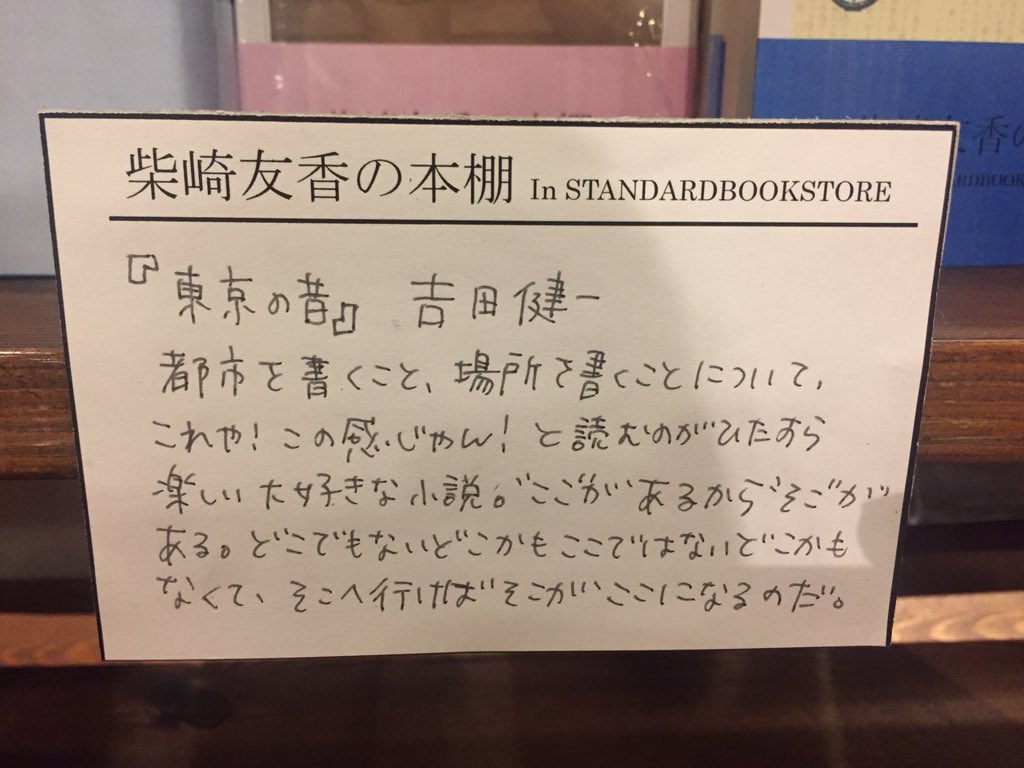 柴崎友香の本棚 In STANDARDBOOKSTORE
『東京の昔』 吉田健一
都市を書くこと、場所を書くことについて、
これや！この感じやん！と読むのがひたすら
楽しい大好きな小説。“ここ”があるから“そこ”が
ある。どこでもないどこかもここではないどこかも
なくて、そこへ行けばそこがここになるのだ。
友香の
RDBOOK